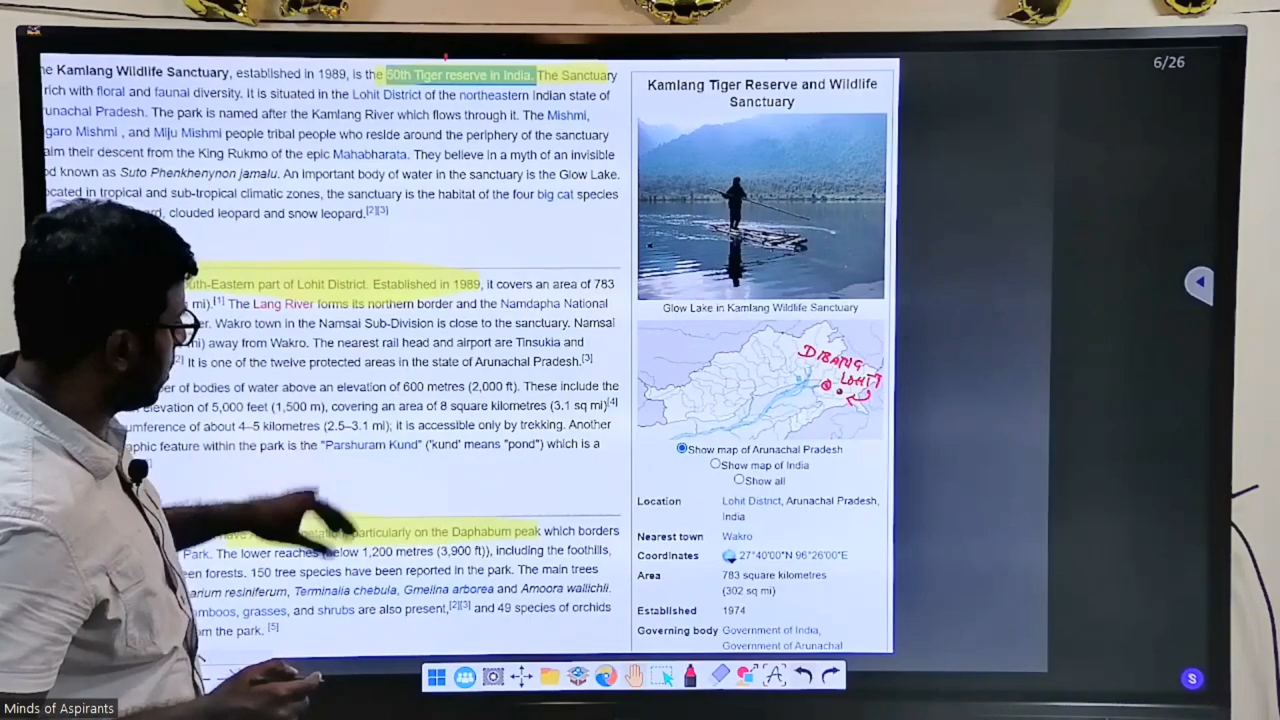 6/26
Kamlang Wildlife Sanctuary, established in 1989, is the 50th Tiger reserve in India. The Sanctuary
rich with floral and faunal diversity. It is situated in the Lohit District of the northeastern Indian state of
unachal Pradesh. The park is named after the Kamlang River which flows through it. The Mishmi,
garo Mishmi , and Miju Mishmi people tribal people who reside around the periphery of the sanctuary
aim their descent from the King Rukmo of the epic Mahabharata. They believe in a myth of an invisible
d known as Suto Phenkhenynon jamalu. An important body of water in the sanctuary is the Glow Lake.
cated in tropical and sub-tropical climatic zones, the sanctuary is the habitat of the four big cat species
rd, clouded leopard and snow leopard.[2][3]
uth-Eastern part of Lohit District. Established in 1989, it covers an area of 783
mi).[1] The Lang River forms its northern border and the Namdapha National
er. Wakro town in the Namsai Sub-Division is close to the sanctuary. Namsai
mi) away from Wakro. The nearest rail head and airport are Tinsukia and
[2] It is one of the twelve protected areas in the state of Arunachal Pradesh.[3]
er of bodies of water above an elevation of 600 metres (2,000 ft). These include the
elevation of 5,000 feet (1,500 m), covering an area of 8 square kilometres (3.1 sq mi)[4]
umference of about 4–5 kilometres (2.5–3.1 mi); it is accessible only by trekking. Another
aphic feature within the park is the "Parshuram Kund" ('kund' means "pond") which is a
particularly on the Daphabum peak which borders
Park. The lower reaches (below 1,200 metres (3,900 ft)), including the foothills,
en forests. 150 tree species have been reported in the park. The main trees
arium resiniferum, Terminalia chebula, Gmelina arborea and Amoora wallichii.
mboos, grasses, and shrubs are also present,[2][3] and 49 species of orchids
om the park. [5]
Kamlang Tiger Reserve and Wildlife
Sanctuary
Glow Lake in Kamlang Wildlife Sanctuary
DIBANG
LOHIT
Show map of Arunachal Pradesh
Show map of India
Show all
Location Lohit District, Arunachal Pradesh,
India
Nearest town Wakro
Coordinates 27°40′00″N 96°26′00″E
Area 783 square kilometres
(302 sq mi)
Established 1974
Governing body Government of India,
Government of Arunachal
S
Minds of Aspirants